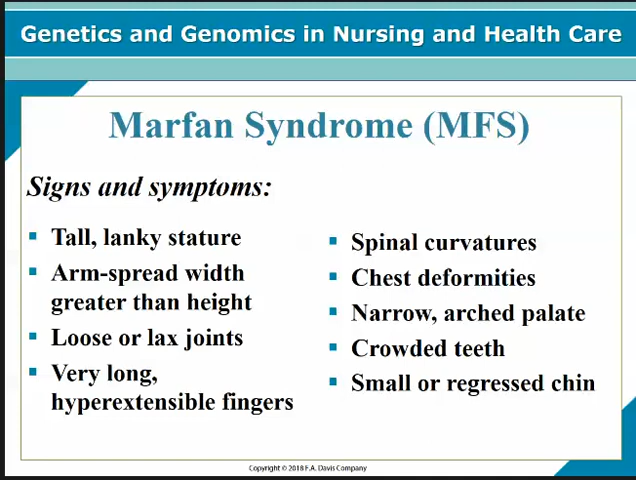 Genetics and Genomics in Nursing and Health Care
Marfan Syndrome (MFS)
Signs and symptoms:
▪ Tall, lanky stature
▪ Arm-spread width
greater than height
▪ Loose or lax joints
▪ Very long,
hyperextensible fingers
▪ Spinal curvatures
▪ Chest deformities
▪ Narrow, arched palate
▪ Crowded teeth
▪ Small or regressed chin
Copyright © 2018 F.A. Davis Company